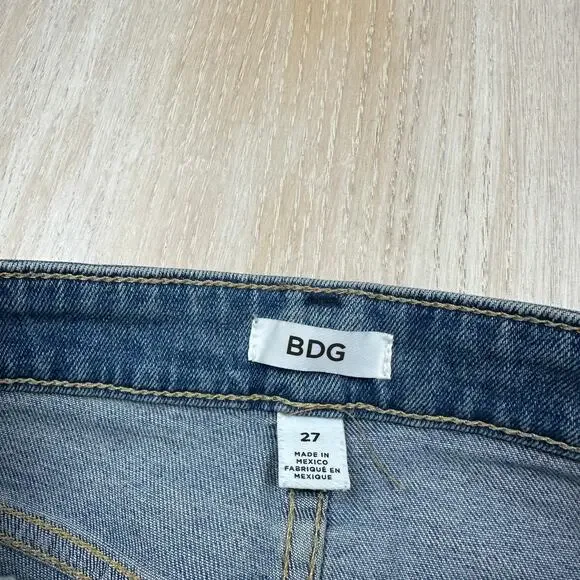 BDG
27
MADE IN
MEXICO
FABRIQUÉ EN
MEXIQUE